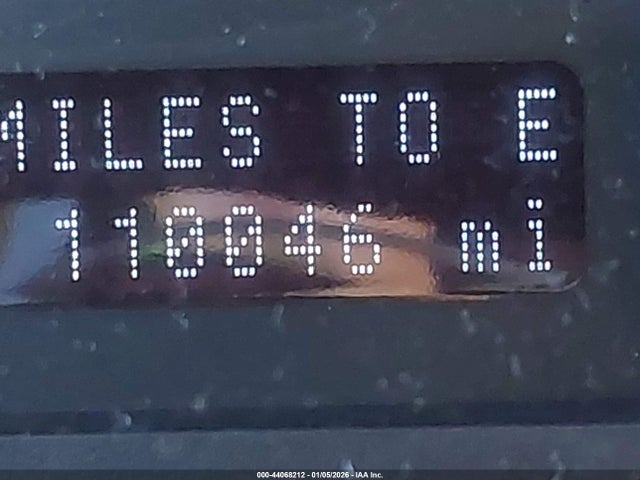 MILES TO E
110046 mi
000-44068212 - 01/05/2026 - IAA Inc.